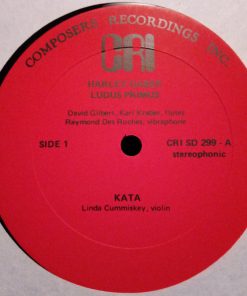 COMPOSERS RECORDINGS INC.
CRI
HARLEY GABER
LUDUS PRIMUS
David Gilbert, Karl Kraber, flutes
Raymond Des Roches, vibraphone
SIDE 1
CRI SD 299 - A
stereophonic
KATA
Linda Cummiskey, violin